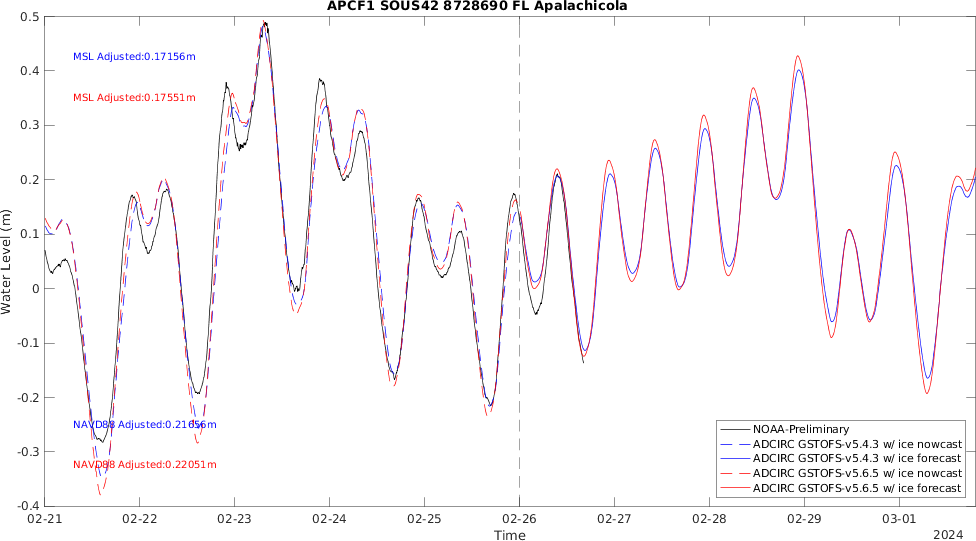 APCF1 SOUS42 8728690 FL Apalachicola
0.5
MSL Adjusted:0.17156m
0.4
MSL Adjusted:0.17551m
0.3
0.2
0.1
0
-0.1
-0.2
NAVD88 Adjusted:0.21656m
-0.3
NAVD88 Adjusted:0.22051m
-0.4
Water Level (m)
NOAA-Preliminary
ADCIRC GSTOFS-v5.4.3 w/ ice nowcast
ADCIRC GSTOFS-v5.4.3 w/ ice forecast
ADCIRC GSTOFS-v5.6.5 w/ ice nowcast
ADCIRC GSTOFS-v5.6.5 w/ ice forecast
02-21 02-22 02-23 02-24 02-25 02-26 02-27 02-28 02-29 03-01
Time
2024